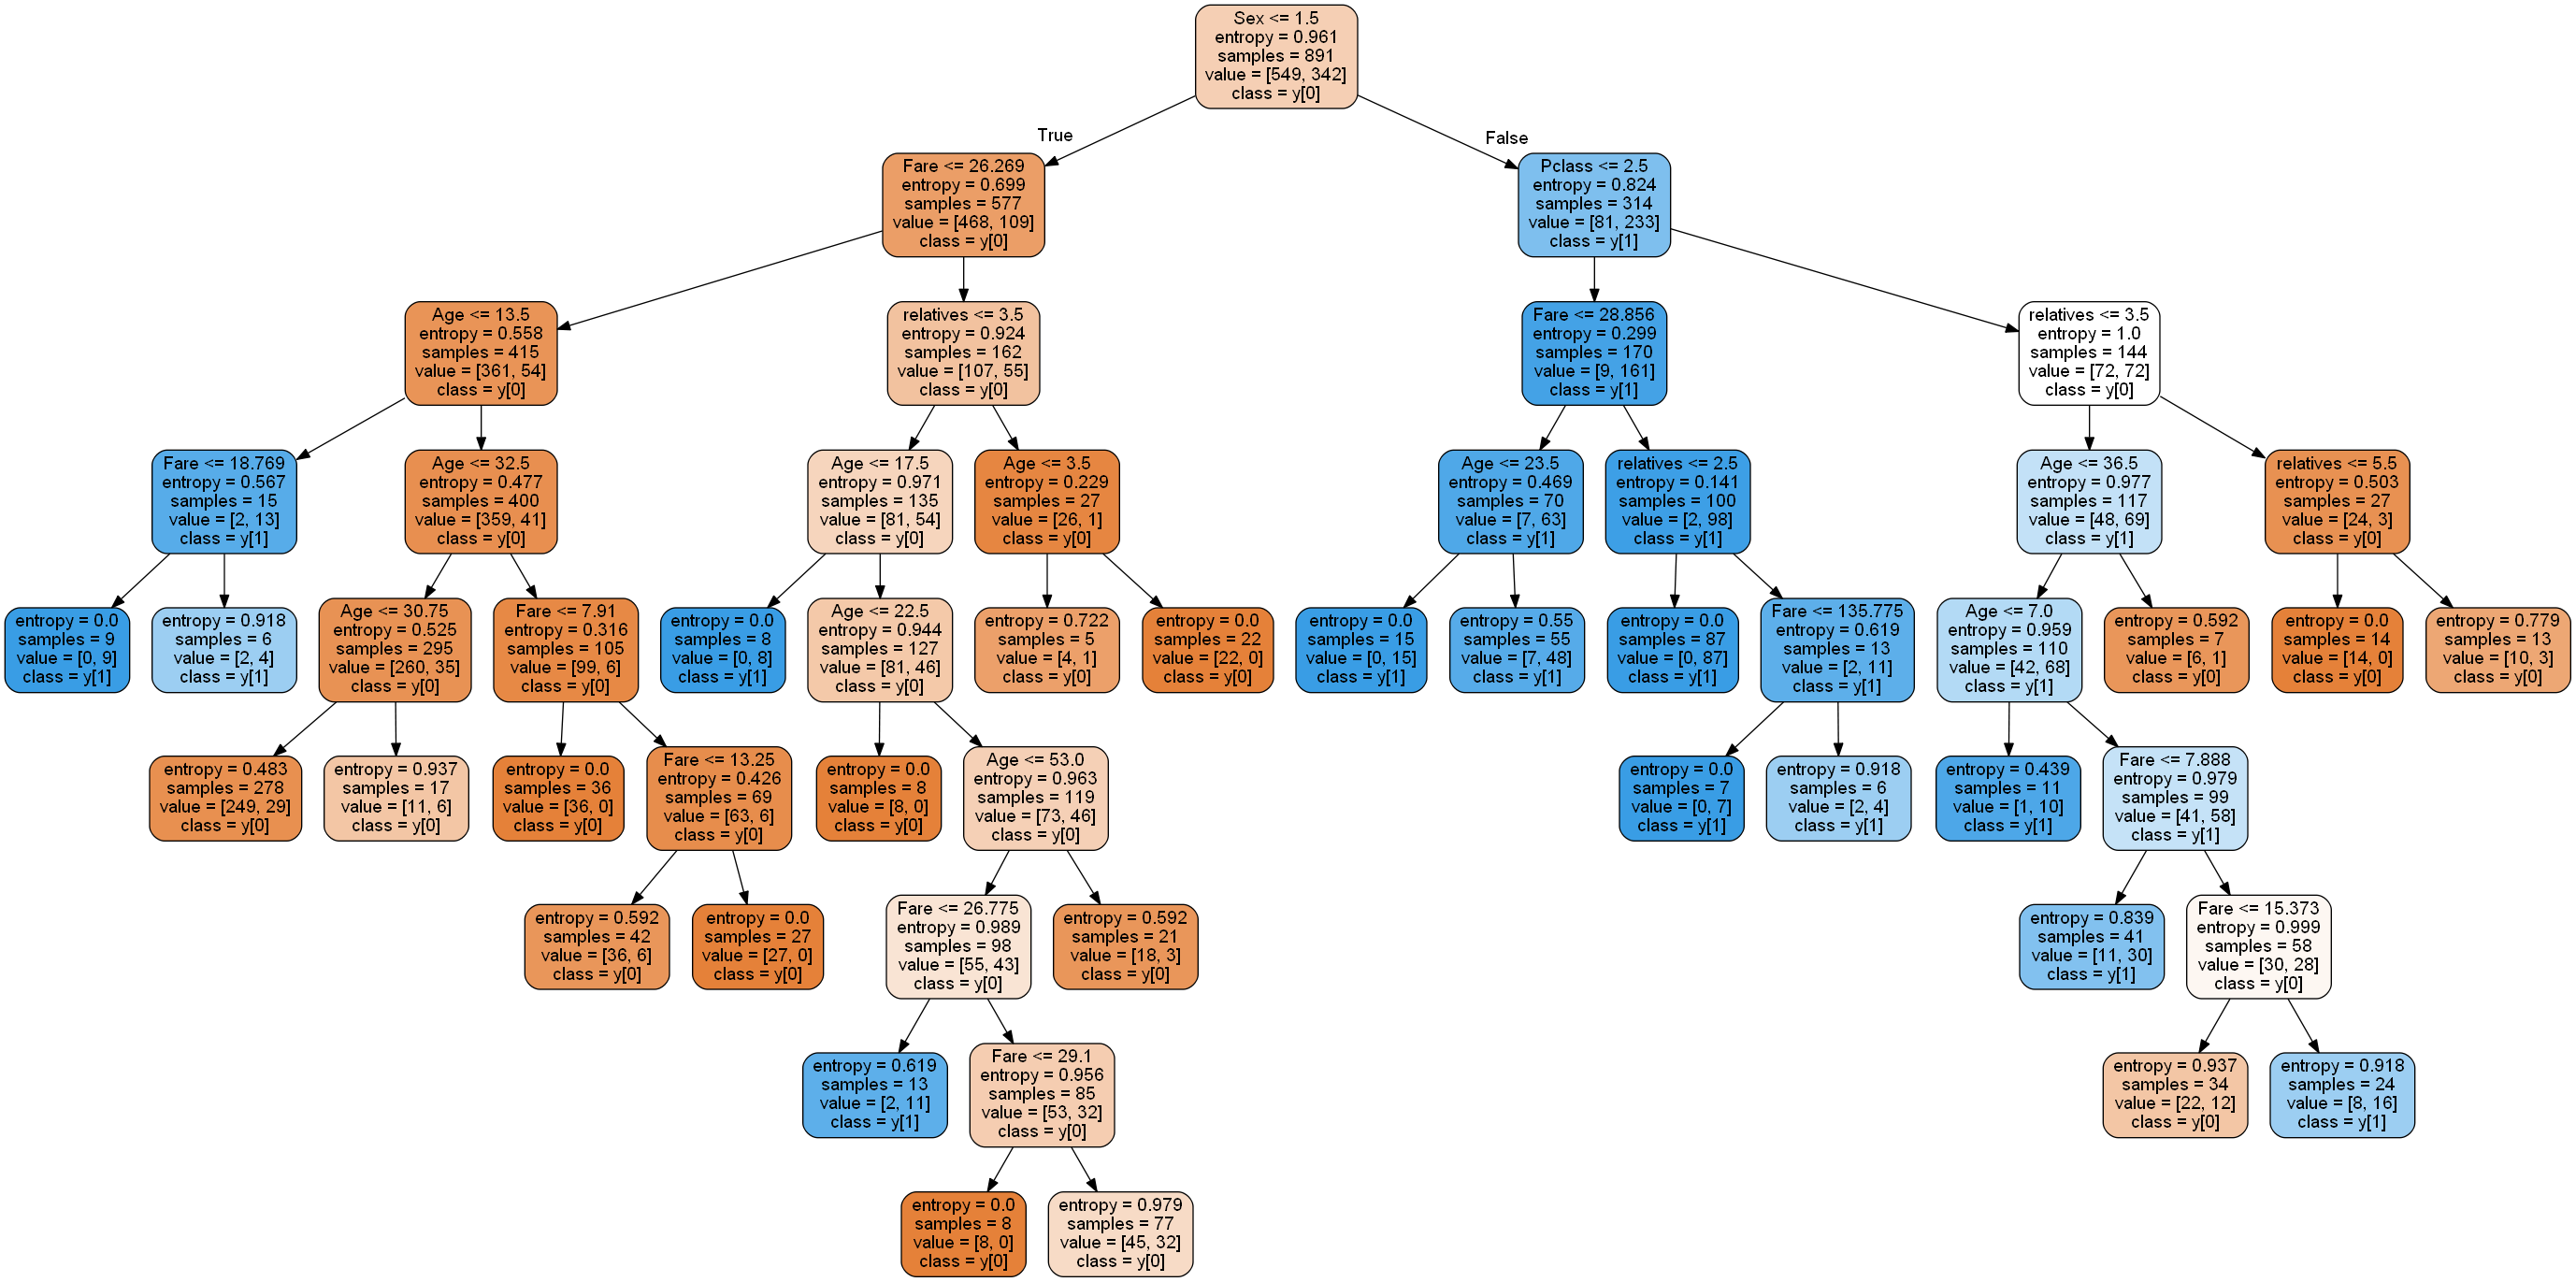 Sex <= 1.5
entropy = 0.961
samples = 891
value = [549, 342]
class = y[0]
True
False
Fare <= 26.269
entropy = 0.699
samples = 577
value = [468, 109]
class = y[0]
Pclass <= 2.5
entropy = 0.824
samples = 314
value = [81, 233]
class = y[1]
Age <= 13.5
entropy = 0.558
samples = 415
value = [361, 54]
class = y[0]
relatives <= 3.5
entropy = 0.924
samples = 162
value = [107, 55]
class = y[0]
Fare <= 28.856
entropy = 0.299
samples = 170
value = [9, 161]
class = y[1]
relatives <= 3.5
entropy = 1.0
samples = 144
value = [72, 72]
class = y[0]
Fare <= 18.769
entropy = 0.567
samples = 15
value = [2, 13]
class = y[1]
Age <= 32.5
entropy = 0.477
samples = 400
value = [359, 41]
class = y[0]
Age <= 17.5
entropy = 0.971
samples = 135
value = [81, 54]
class = y[0]
Age <= 3.5
entropy = 0.229
samples = 27
value = [26, 1]
class = y[0]
Age <= 23.5
entropy = 0.469
samples = 70
value = [7, 63]
class = y[1]
relatives <= 2.5
entropy = 0.141
samples = 100
value = [2, 98]
class = y[1]
Age <= 36.5
entropy = 0.977
samples = 117
value = [48, 69]
class = y[1]
relatives <= 5.5
entropy = 0.503
samples = 27
value = [24, 3]
class = y[0]
entropy = 0.0
samples = 9
value = [0, 9]
class = y[1]
entropy = 0.918
samples = 6
value = [2, 4]
class = y[1]
Age <= 30.75
entropy = 0.525
samples = 295
value = [260, 35]
class = y[0]
Fare <= 7.91
entropy = 0.316
samples = 105
value = [99, 6]
class = y[0]
entropy = 0.0
samples = 8
value = [0, 8]
class = y[1]
Age <= 22.5
entropy = 0.944
samples = 127
value = [81, 46]
class = y[0]
entropy = 0.722
samples = 5
value = [4, 1]
class = y[0]
entropy = 0.0
samples = 22
value = [22, 0]
class = y[0]
entropy = 0.0
samples = 15
value = [0, 15]
class = y[1]
entropy = 0.55
samples = 55
value = [7, 48]
class = y[1]
entropy = 0.0
samples = 87
value = [0, 87]
class = y[1]
Fare <= 135.775
entropy = 0.619
samples = 13
value = [2, 11]
class = y[1]
Age <= 7.0
entropy = 0.959
samples = 110
value = [42, 68]
class = y[1]
entropy = 0.592
samples = 7
value = [6, 1]
class = y[0]
entropy = 0.0
samples = 14
value = [14, 0]
class = y[0]
entropy = 0.779
samples = 13
value = [10, 3]
class = y[0]
entropy = 0.483
samples = 278
value = [249, 29]
class = y[0]
entropy = 0.937
samples = 17
value = [11, 6]
class = y[0]
entropy = 0.0
samples = 36
value = [36, 0]
class = y[0]
Fare <= 13.25
entropy = 0.426
samples = 69
value = [63, 6]
class = y[0]
entropy = 0.0
samples = 8
value = [8, 0]
class = y[0]
Age <= 53.0
entropy = 0.963
samples = 119
value = [73, 46]
class = y[0]
entropy = 0.0
samples = 7
value = [0, 7]
class = y[1]
entropy = 0.918
samples = 6
value = [2, 4]
class = y[1]
entropy = 0.439
samples = 11
value = [1, 10]
class = y[1]
Fare <= 7.888
entropy = 0.979
samples = 99
value = [41, 58]
class = y[1]
entropy = 0.592
samples = 42
value = [36, 6]
class = y[0]
entropy = 0.0
samples = 27
value = [27, 0]
class = y[0]
Fare <= 26.775
entropy = 0.989
samples = 98
value = [55, 43]
class = y[0]
entropy = 0.592
samples = 21
value = [18, 3]
class = y[0]
entropy = 0.839
samples = 41
value = [11, 30]
class = y[1]
Fare <= 15.373
entropy = 0.999
samples = 58
value = [30, 28]
class = y[0]
entropy = 0.619
samples = 13
value = [2, 11]
class = y[1]
Fare <= 29.1
entropy = 0.956
samples = 85
value = [53, 32]
class = y[0]
entropy = 0.937
samples = 34
value = [22, 12]
class = y[0]
entropy = 0.918
samples = 24
value = [8, 16]
class = y[1]
entropy = 0.0
samples = 8
value = [8, 0]
class = y[0]
entropy = 0.979
samples = 77
value = [45, 32]
class = y[0]